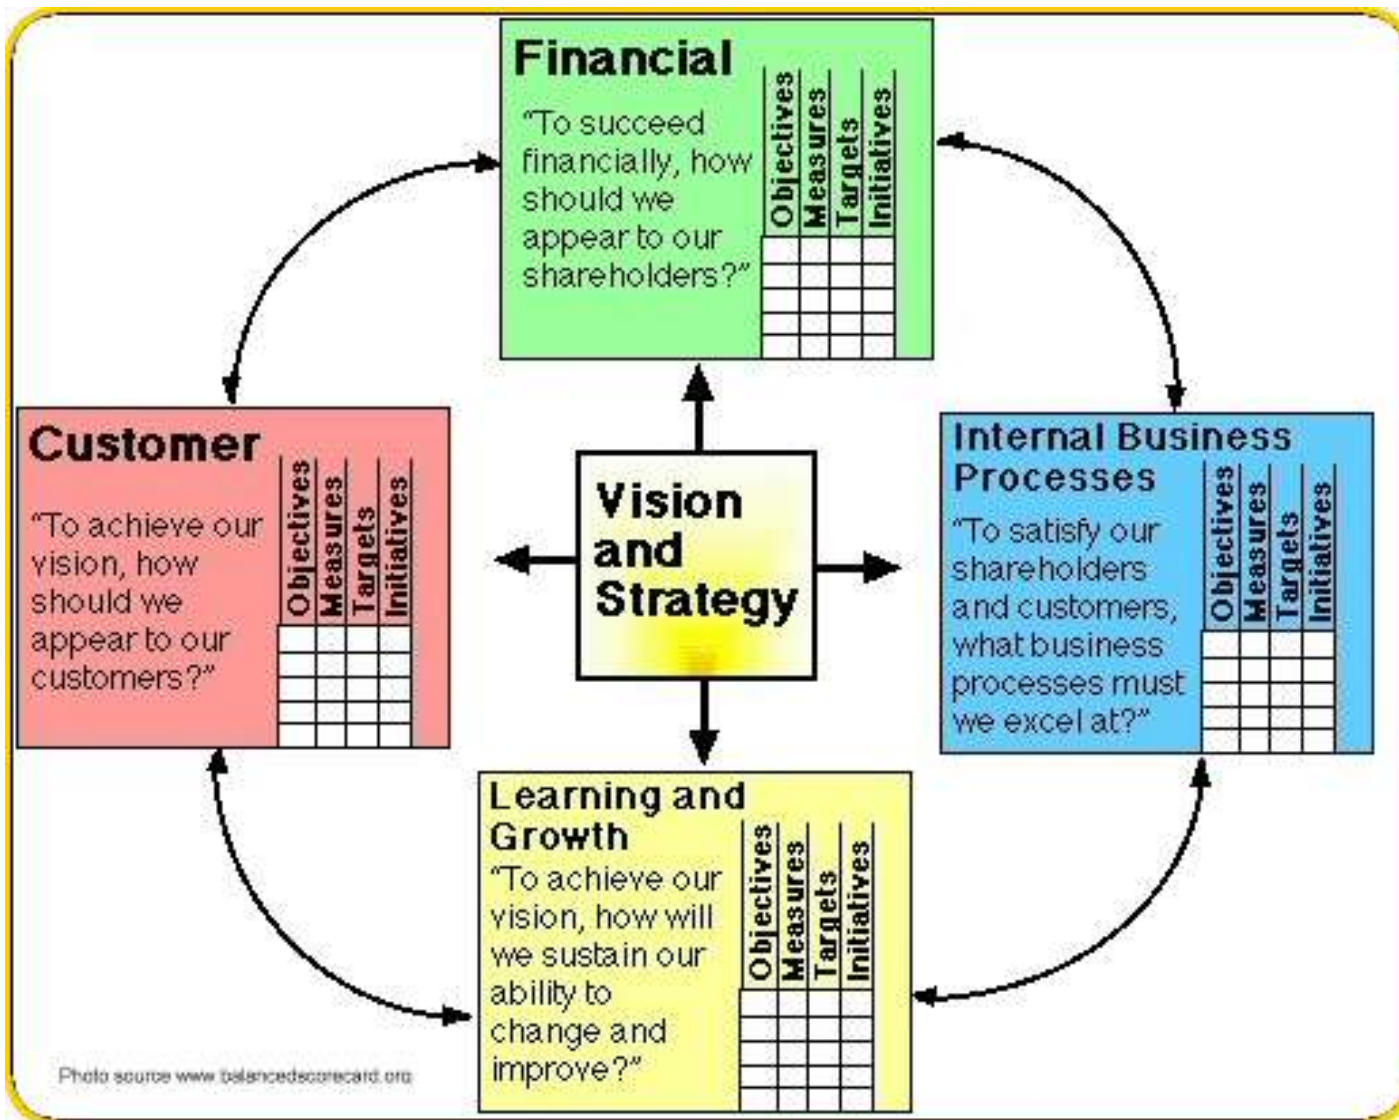 Financial
“To succeed
financially, how
should we
appear to our
shareholders?”
Objectives
Measures
Targets
Initiatives
Customer
“To achieve our
vision, how
should we
appear to our
customers?”
Objectives
Measures
Targets
Initiatives
Vision
and
Strategy
Internal Business
Processes
“To satisfy our
shareholders
and customers,
what business
processes must
we excel at?”
Objectives
Measures
Targets
Initiatives
Learning and
Growth
“To achieve our
vision, how will
we sustain our
ability to
change and
improve?”
Objectives
Measures
Targets
Initiatives
Photo source www.balancedscorecard.org